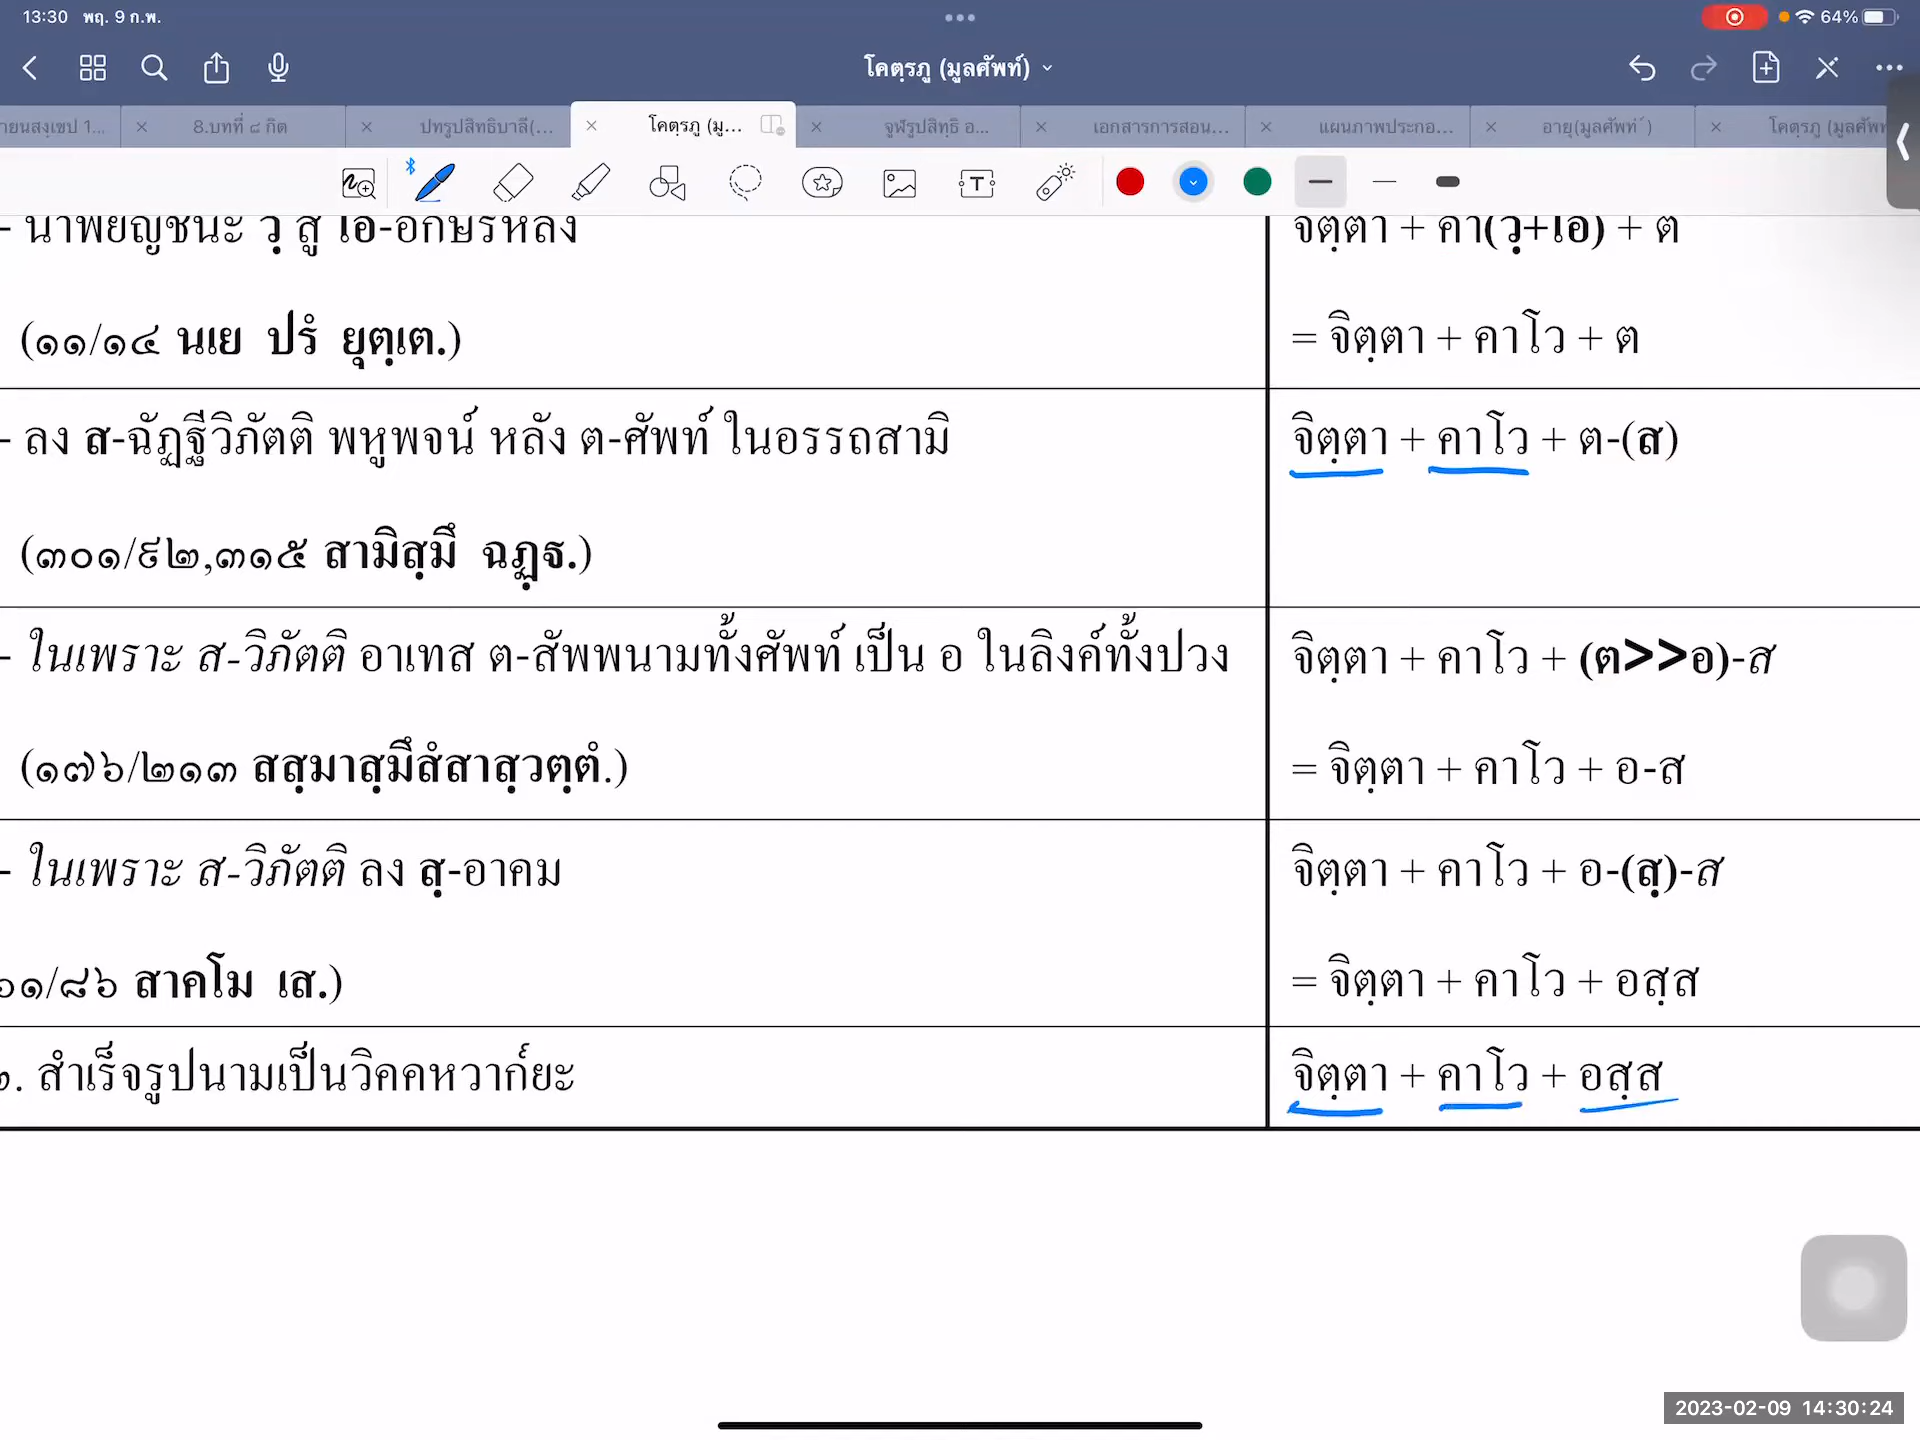 13:30 พฤ. 9 ก.พ.
64%
โคตฺรภู (มูลศัพท์)
ายนสงฺเขป 1...
8.บทที่ ๘ กิต
ปทรูปสิทธิบาลี(...
โคตฺรภู (มู...
จูฬรูปสิทฺธิ อ...
เอกสารการสอน...
แผนภาพประกอ...
อายุ(มูลศัพท์ )
โคตฺรภู (มูลศัพท
- นำพยัญชนะ วฺ สู่ โอ-อักษรหลัง
จิตฺตา + คา(วฺ+โอ) + ต
(๑๑/๑๔ นเย ปรํ ยุตฺเต.)
= จิตฺตา + คาโว + ต
- ลง ส-ฉัฏฐีวิภัตติ พหูพจน์ หลัง ต-ศัพท์ ในอรรถสามิ
จิตฺตา + คาโว + ต-(ส)
(๓๐๑/๙๒,๓๑๕ สามิสฺมึ ฉฏฺฐ.)
- ในเพราะ ส-วิภัตติ อาเทส ต-สัพพนามทั้งศัพท์ เป็น อ ในลิงค์ทั้งปวง
จิตฺตา + คาโว + (ต>>อ)-ส
(๑๗๖/๒๑๓ สสฺมาสฺมึสํสาสฺวตฺตํ.)
= จิตฺตา + คาโว + อ-ส
- ในเพราะ ส-วิภัตติ ลง สฺ-อาคม
จิตฺตา + คาโว + อ-(สฺ)-ส
๑/๘๖ สาคโม เส.)
= จิตฺตา + คาโว + อสฺส
๒. สำเร็จรูปนามเป็นวิคคหวาก์ยะ
จิตฺตา + คาโว + อสฺส
2023-02-09 14:30:24